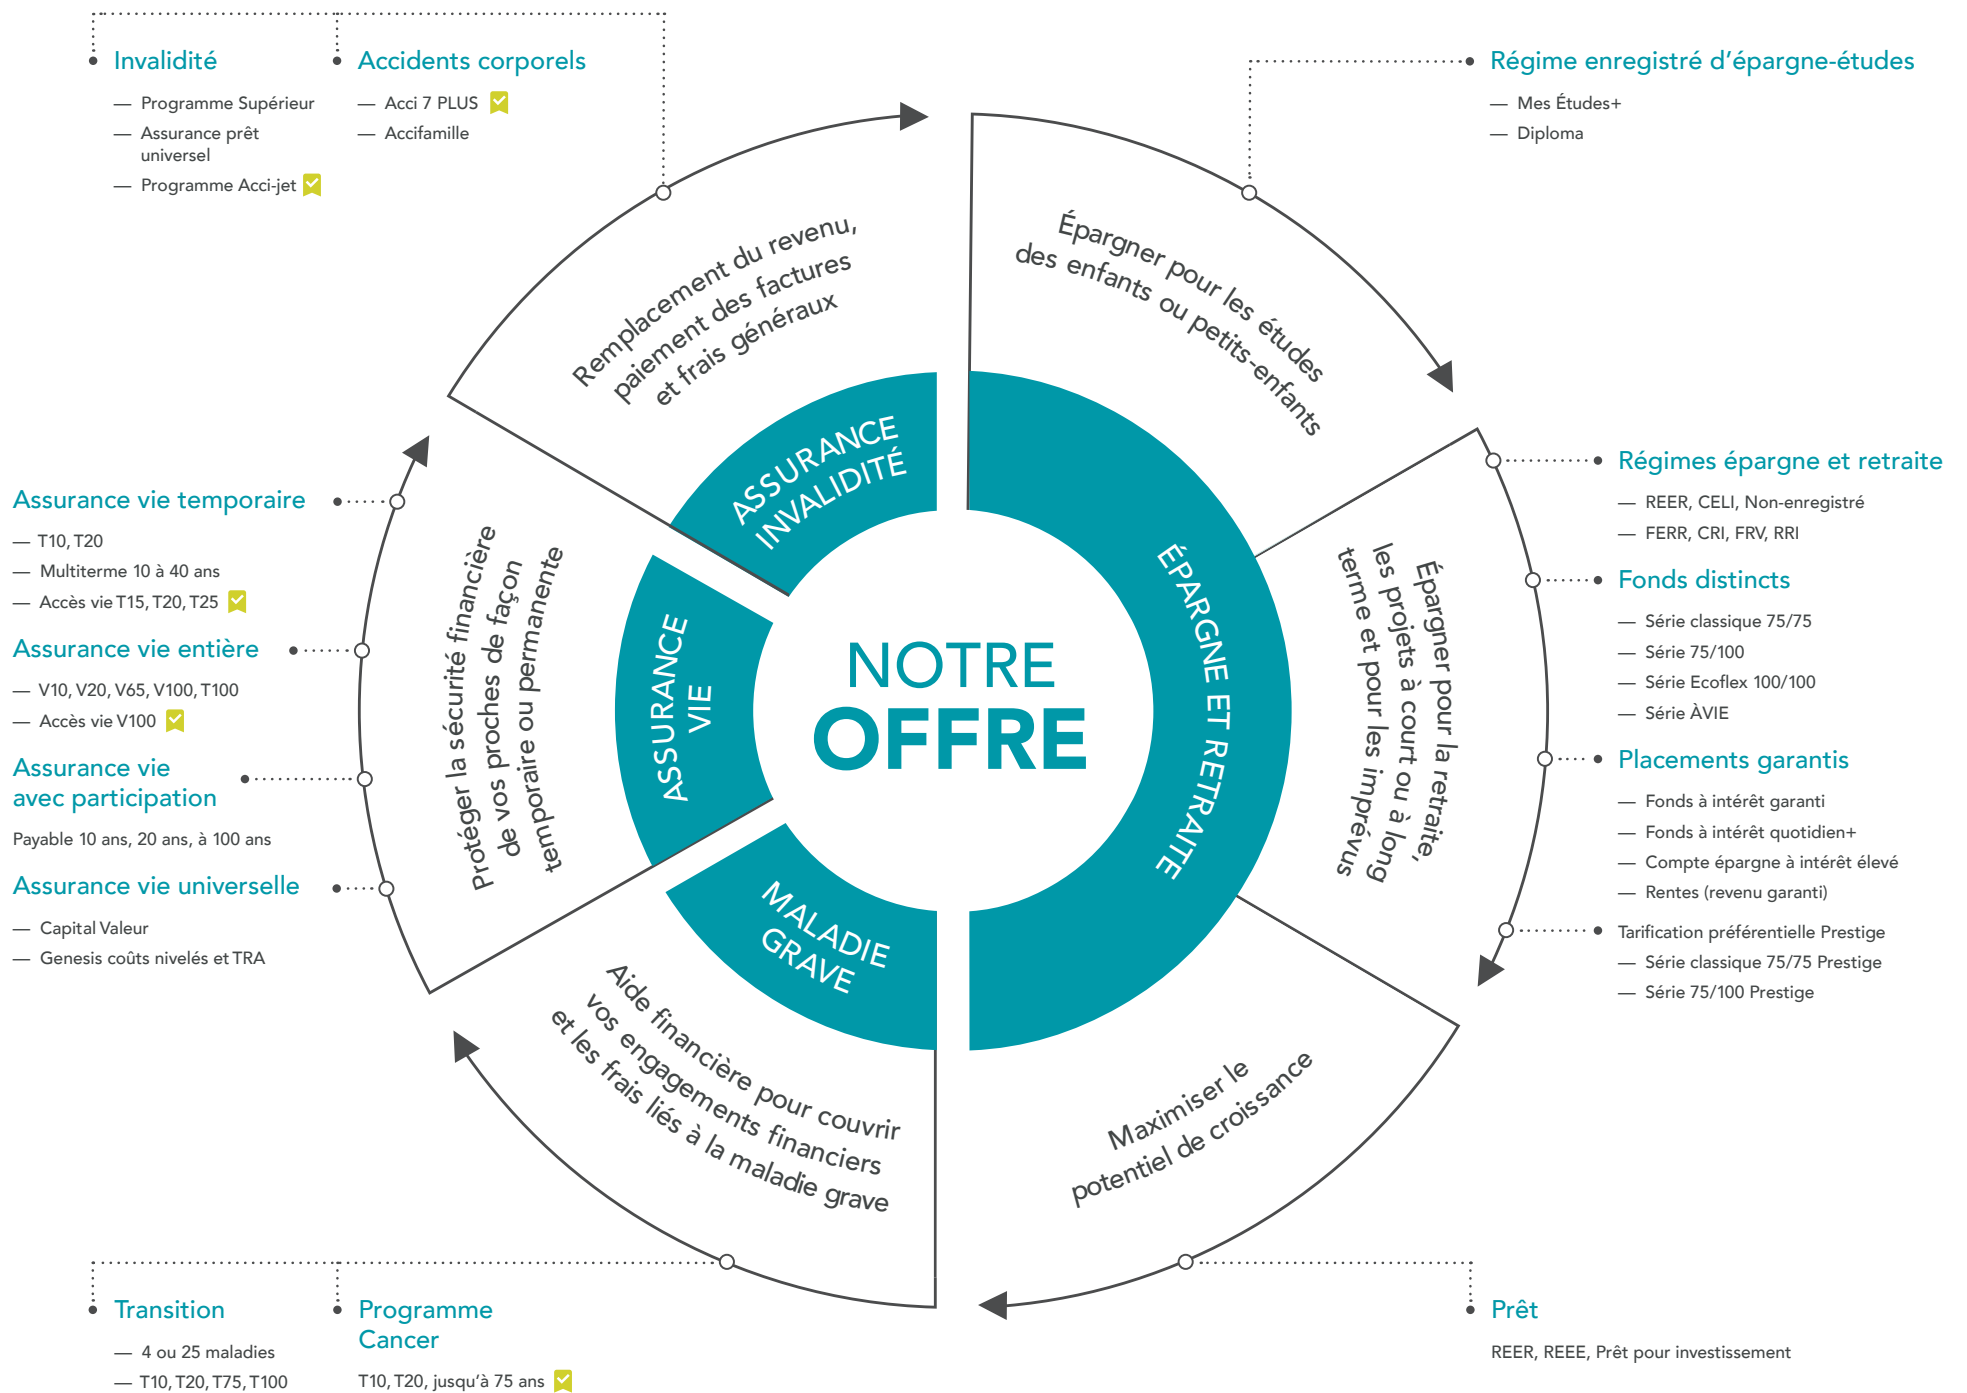 Invalidité
— Programme Supérieur
— Assurance prêt
universel
— Programme Acci-jet
Accidents corporels
— Acci 7 PLUS
— Accifamille
Régime enregistré d’épargne-études
— Mes Études+
— Diploma
Remplacement du revenu,
paiement des factures
et frais généraux
Épargner pour les études
des enfants ou petits-enfants
ASSURANCE
INVALIDITÉ
Assurance vie temporaire
— T10, T20
— Multiterme 10 à 40 ans
— Accès vie T15, T20, T25
Assurance vie entière
— V10, V20, V65, V100, T100
— Accès vie V100
Assurance vie
avec participation
Payable 10 ans, 20 ans, à 100 ans
Assurance vie universelle
— Capital Valeur
— Genesis coûts nivelés et TRA
Protéger la sécurité financière
de vos proches de façon
temporaire ou permanente
ASSURANCE
VIE
NOTRE
OFFRE
ÉPARGNE ET RETRAITE
Épargner pour la retraite,
les projets à court ou à long
terme et pour les imprévus
Régimes épargne et retraite
— REER, CELI, Non-enregistré
— FERR, CRI, FRV, RRI
Fonds distincts
— Série classique 75/75
— Série 75/100
— Série Ecoflex 100/100
— Série ÀVIE
Placements garantis
— Fonds à intérêt garanti
— Fonds à intérêt quotidien+
— Compte épargne à intérêt élevé
— Rentes (revenu garanti)
Tarification préférentielle Prestige
— Série classique 75/75 Prestige
— Série 75/100 Prestige
MALADIE
GRAVE
Aide financière pour couvrir
vos engagements financiers
et les frais liés à la maladie grave
Maximiser le
potentiel de croissance
Transition
— 4 ou 25 maladies
— T10, T20, T75, T100
Programme
Cancer
T10, T20, jusqu’à 75 ans
Prêt
REER, REEE, Prêt pour investissement